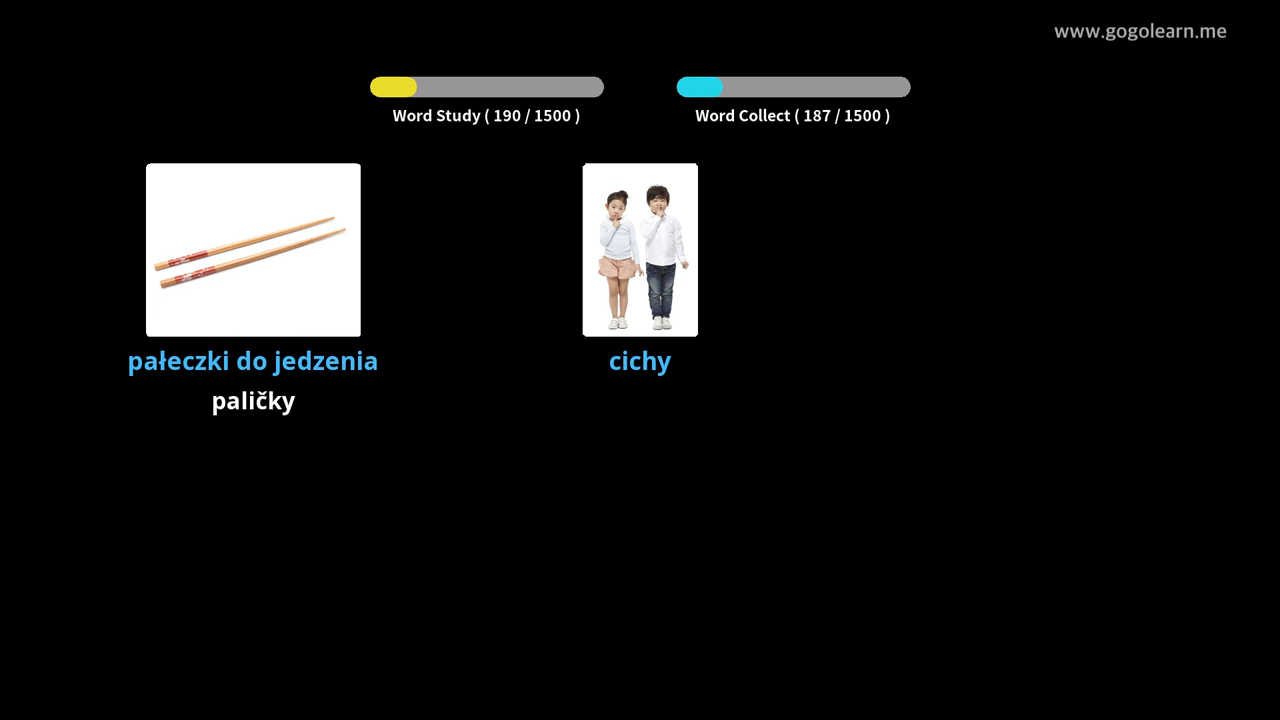 www.gogolearn.me
Word Study ( 190 / 1500 )
Word Collect ( 187 / 1500 )
pałeczki do jedzenia
paličky
cichy